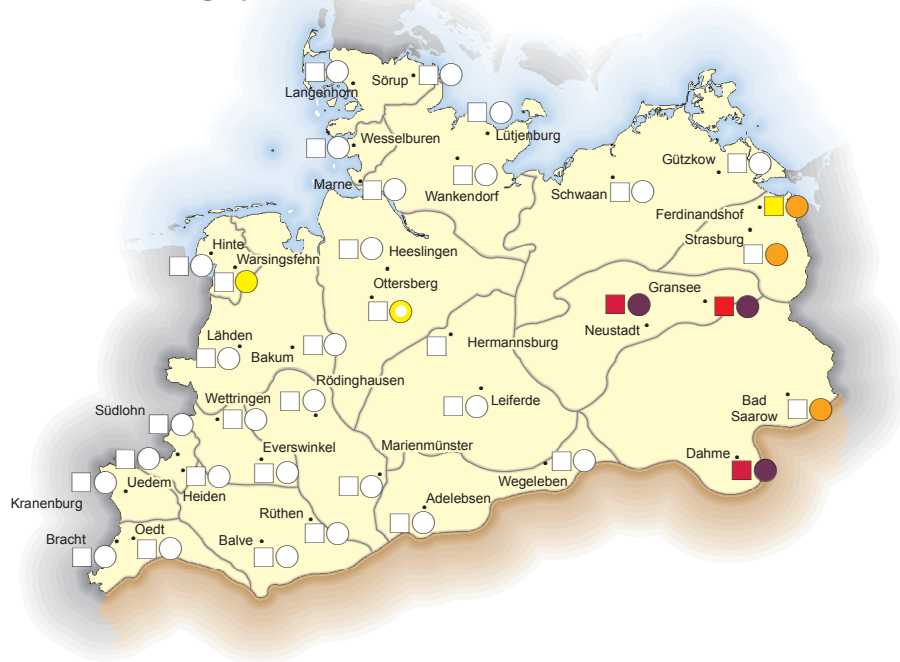 Sörup
Langenhorn
Lütjenburg
Wesselburen
Gützkow
Marne
Wankendorf
Schwaan
Ferdinandshof
Strasburg
Hinte
Warsingsfehn
Heeslingen
Ottersberg
Gransee
Neustadt
Lähden
Bakum
Hermannsburg
Rödinghausen
Wettringen
Leiferde
Bad
Saarow
Südlohn
Everswinkel
Marienmünster
Dahme
Wegeleben
Uedem
Heiden
Kranenburg
Adelebsen
Rüthen
Oedt
Bracht
Balve